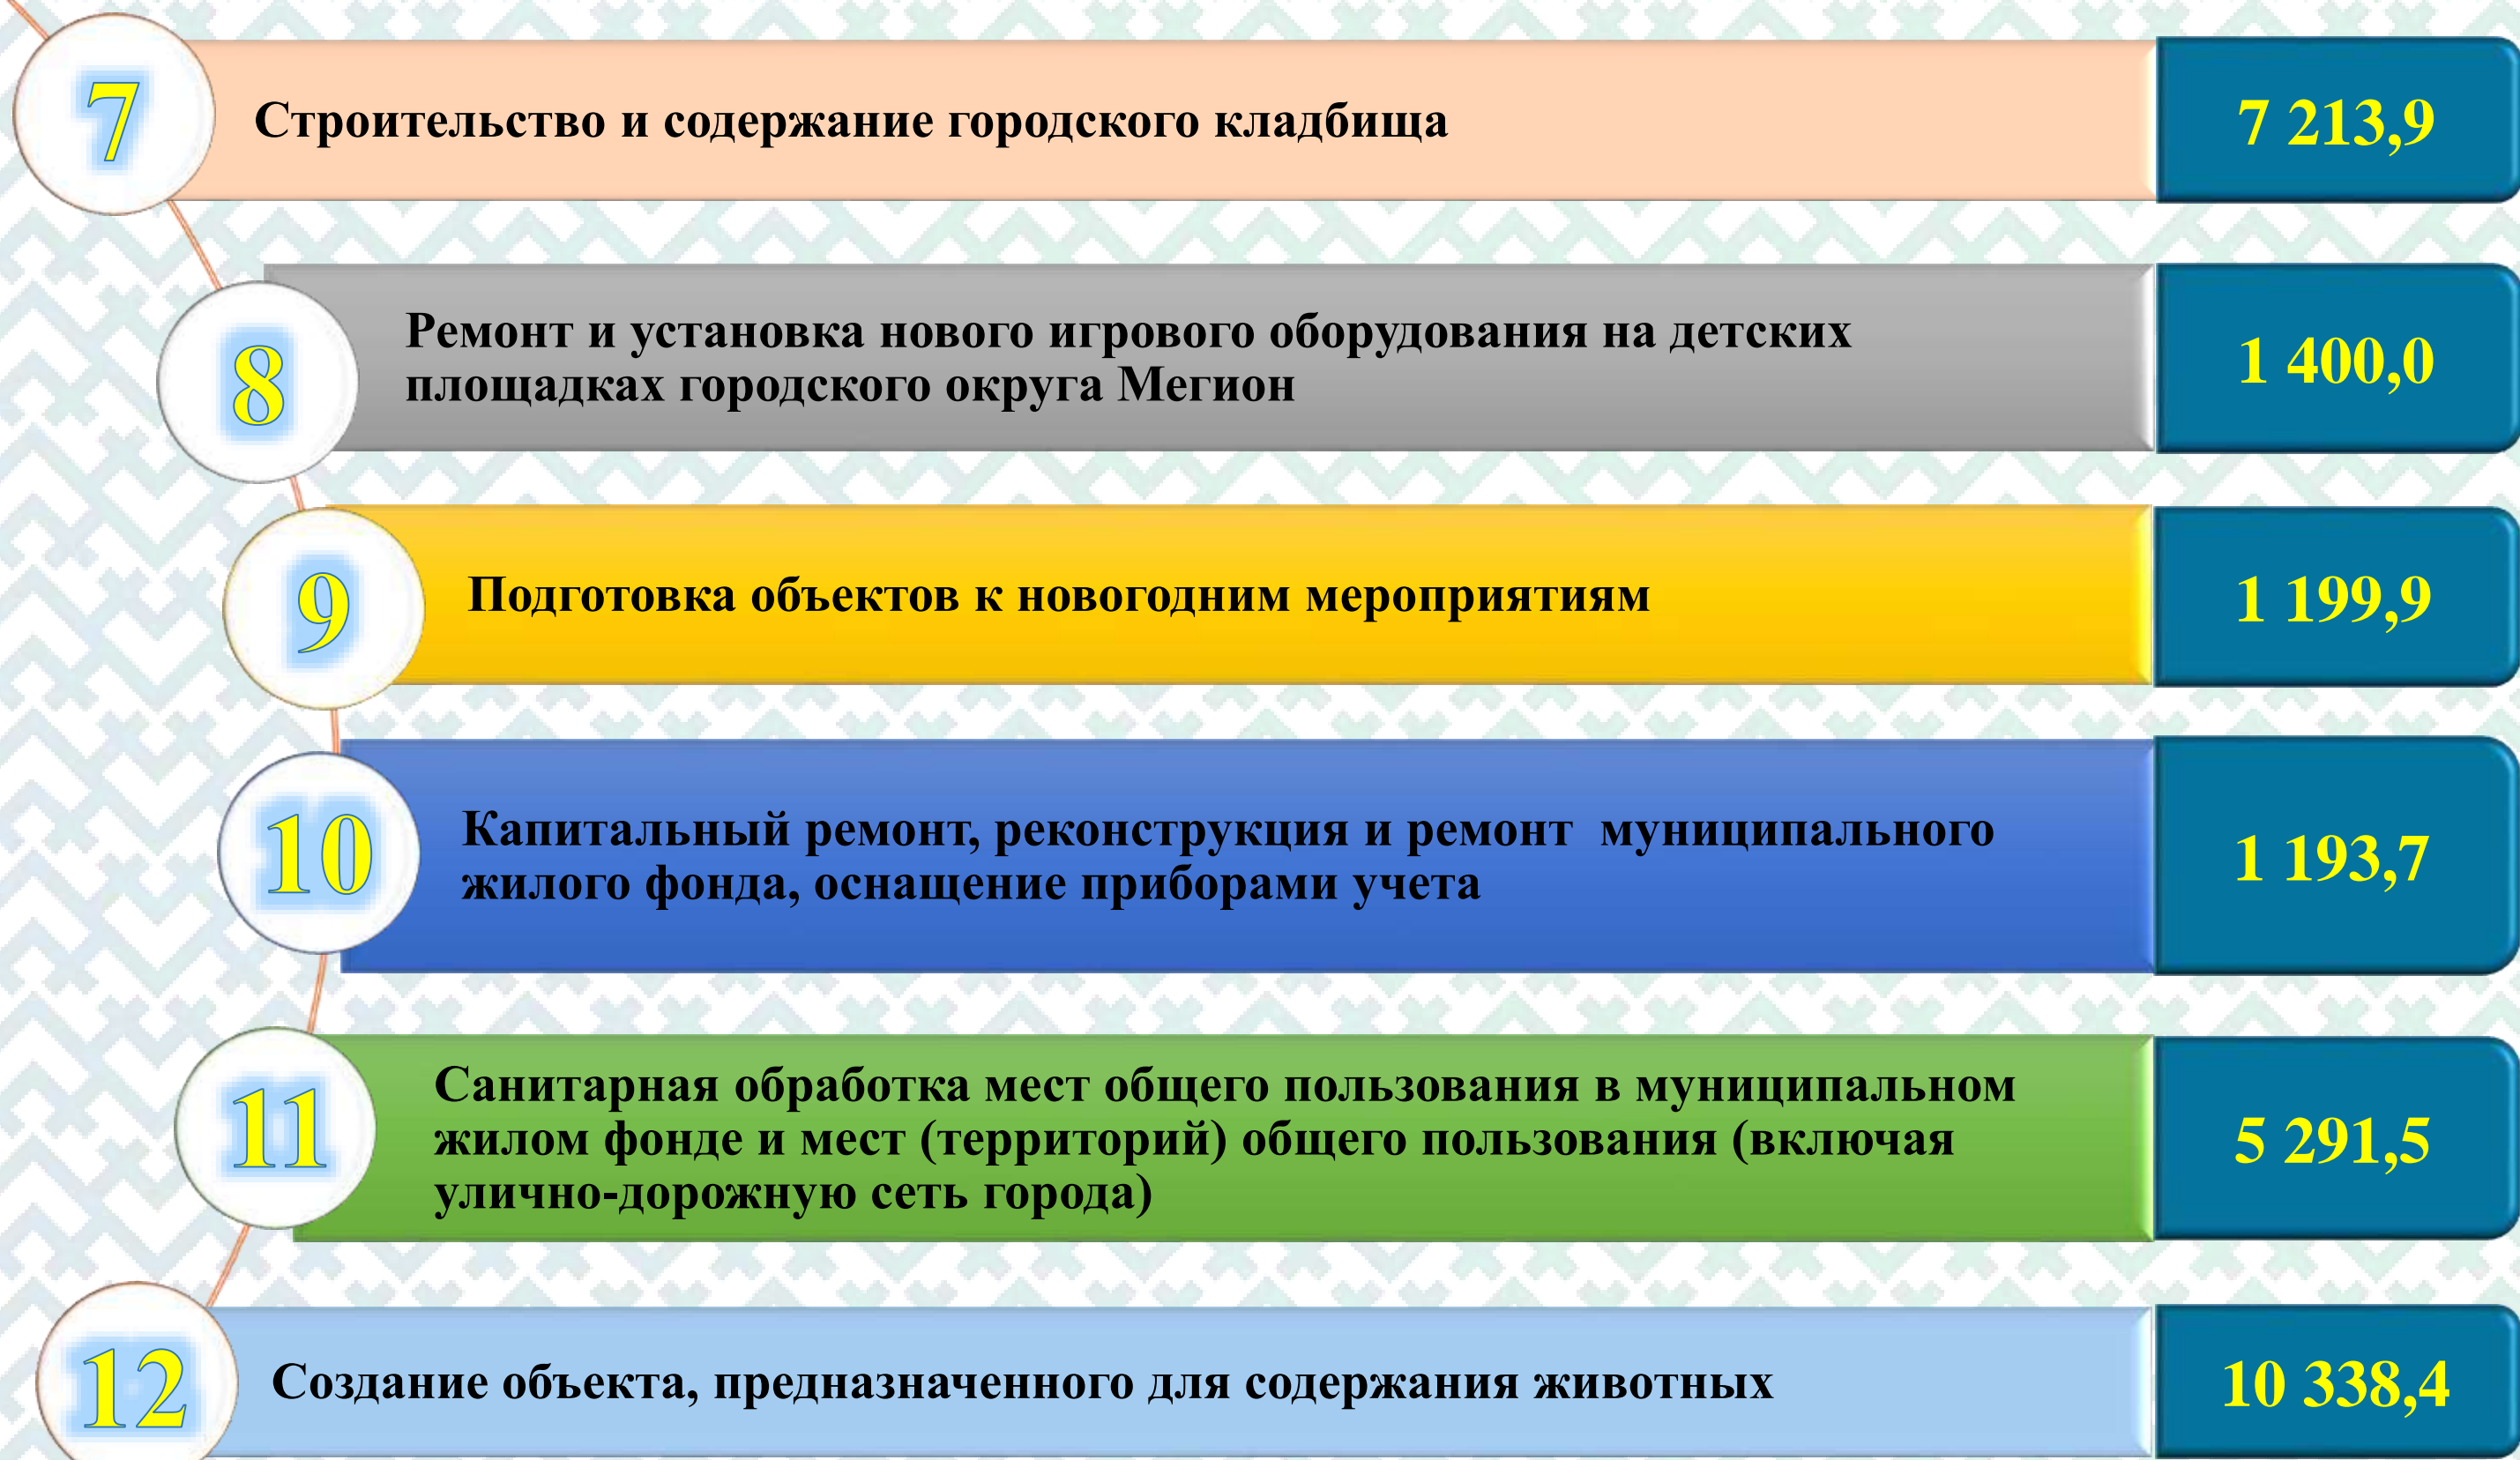 7
Строительство и содержание городского кладбища
7 213,9
8
Ремонт и установка нового игрового оборудования на детских
площадках городского округа Мегион
1 400,0
9
Подготовка объектов к новогодним мероприятиям
1 199,9
10
Капитальный ремонт, реконструкция и ремонт  муниципального
жилого фонда, оснащение приборами учета
1 193,7
11
Санитарная обработка мест общего пользования в муниципальном
жилом фонде и мест (территорий) общего пользования (включая
улично-дорожную сеть города)
5 291,5
12
Создание объекта, предназначенного для содержания животных
10 338,4